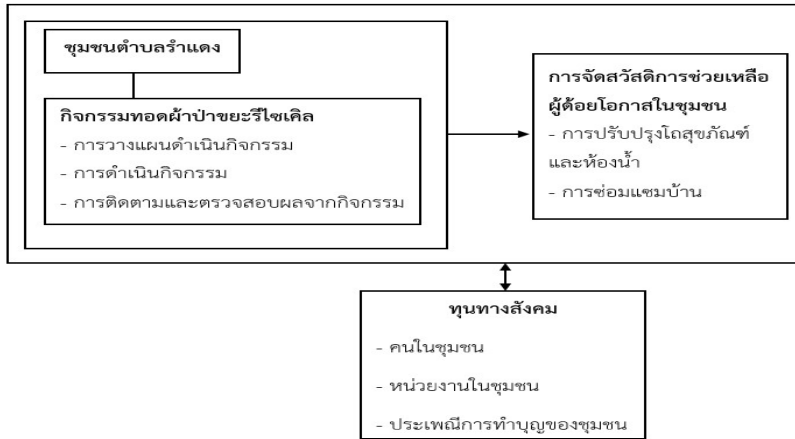 ชุมชนตำบลรำแดง
กิจกรรมทอดผ้าป่าขยะรีไซเคิล
- การวางแผนดำเนินกิจกรรม
- การดำเนินกิจกรรม
- การติดตามและตรวจสอบผลจากกิจกรรม
การจัดสวัสดิการช่วยเหลือ
ผู้ด้อยโอกาสในชุมชน
- การปรับปรุงโถสุขภัณฑ์
และห้องน้ำ
- การซ่อมแซมบ้าน
ทุนทางสังคม
- คนในชุมชน
- หน่วยงานในชุมชน
- ประเพณีการทำบุญของชุมชน